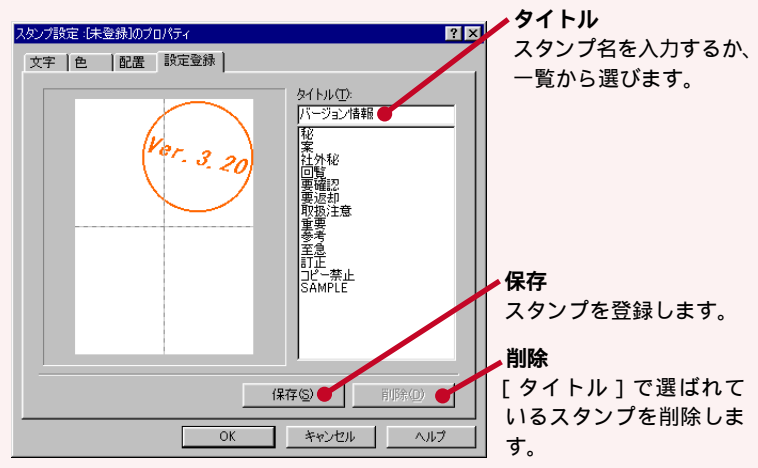 スタンプ設定 :[未登録]のプロパティ
文字
色
配置
設定登録
Ver. 3. 20
タイトル(T):
バージョン情報
秘
案
社外秘
回覧
要確認
要返却
取扱注意
重要
参考
至急
訂正
コピー禁止
SAMPLE
保存(S)
削除(D)
OK
キャンセル
ヘルプ
タイトル
スタンプ名を入力するか、
一覧から選びます。
保存
スタンプを登録します。
削除
[ タイトル ] で選ばれて
いるスタンプを削除しま
す。